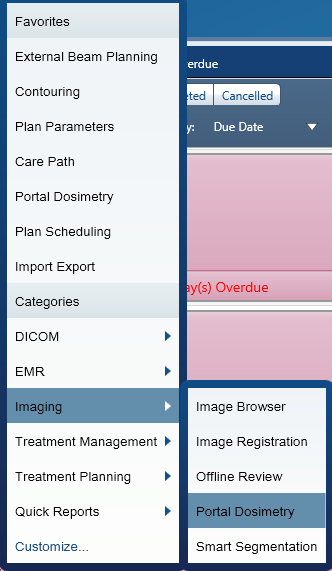 Favorites
External Beam Planning
Contouring
Plan Parameters
Care Path
Portal Dosimetry
Plan Scheduling
Import Export
Categories
DICOM
EMR
Imaging
Treatment Management
Treatment Planning
Quick Reports
Customize...
erdue
eted Cancelled
y: Due Date
ay(s) Overdue
Image Browser
Image Registration
Offline Review
Portal Dosimetry
Smart Segmentation